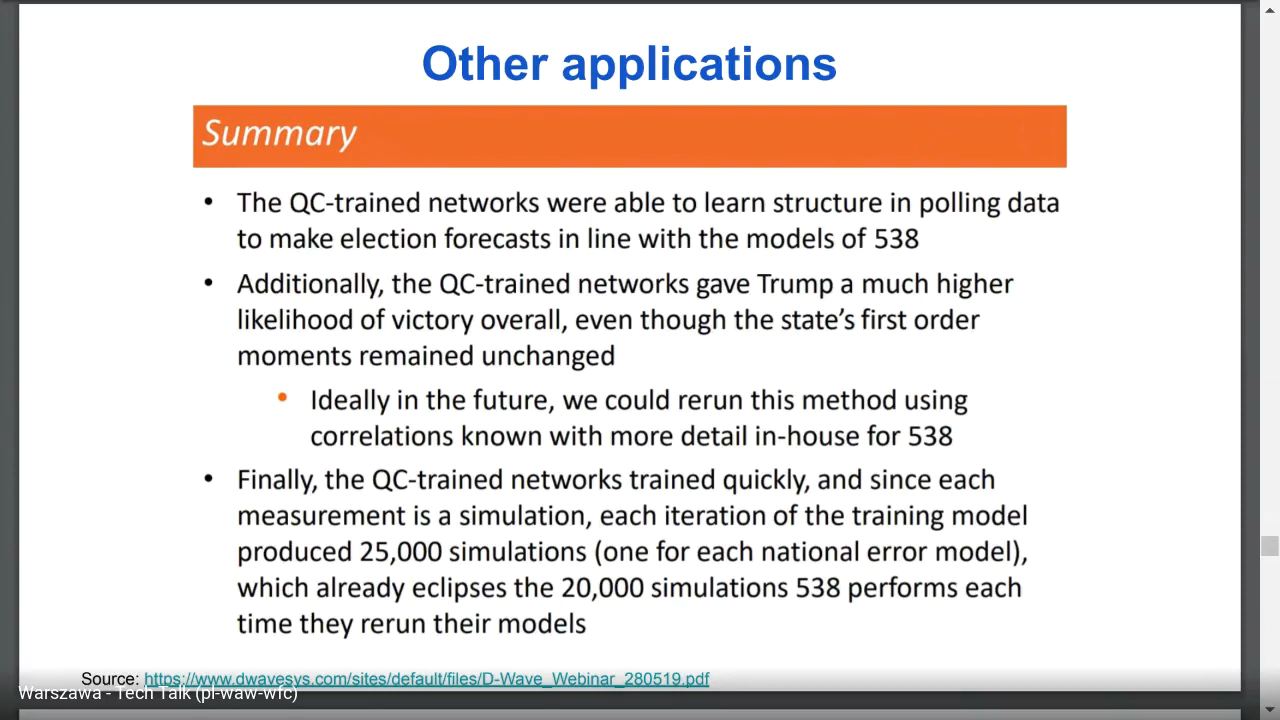 Other applications
Summary
• The QC-trained networks were able to learn structure in polling data
to make election forecasts in line with the models of 538
• Additionally, the QC-trained networks gave Trump a much higher
likelihood of victory overall, even though the state’s first order
moments remained unchanged
• Ideally in the future, we could rerun this method using
correlations known with more detail in-house for 538
• Finally, the QC-trained networks trained quickly, and since each
measurement is a simulation, each iteration of the training model
produced 25,000 simulations (one for each national error model),
which already eclipses the 20,000 simulations 538 performs each
time they rerun their models
Source: https://www.dwavesys.com/sites/default/files/D-Wave_Webinar_280519.pdf
Warszawa - Tech Talk (pl-waw-wfc)